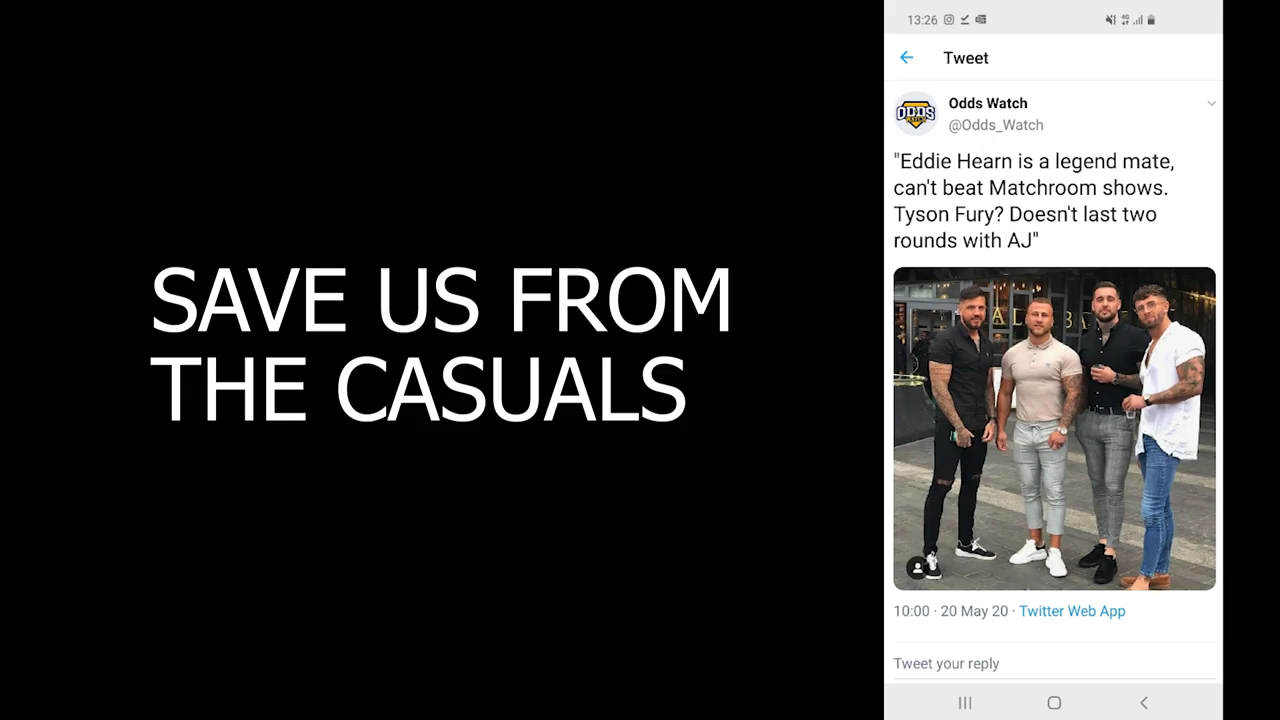 SAVE US FROM
THE CASUALS
13:26
Tweet
ODDS
WATCH
Odds Watch
@Odds_Watch
"Eddie Hearn is a legend mate,
can't beat Matchroom shows.
Tyson Fury? Doesn't last two
rounds with AJ"
10:00 · 20 May 20 · Twitter Web App
Tweet your reply